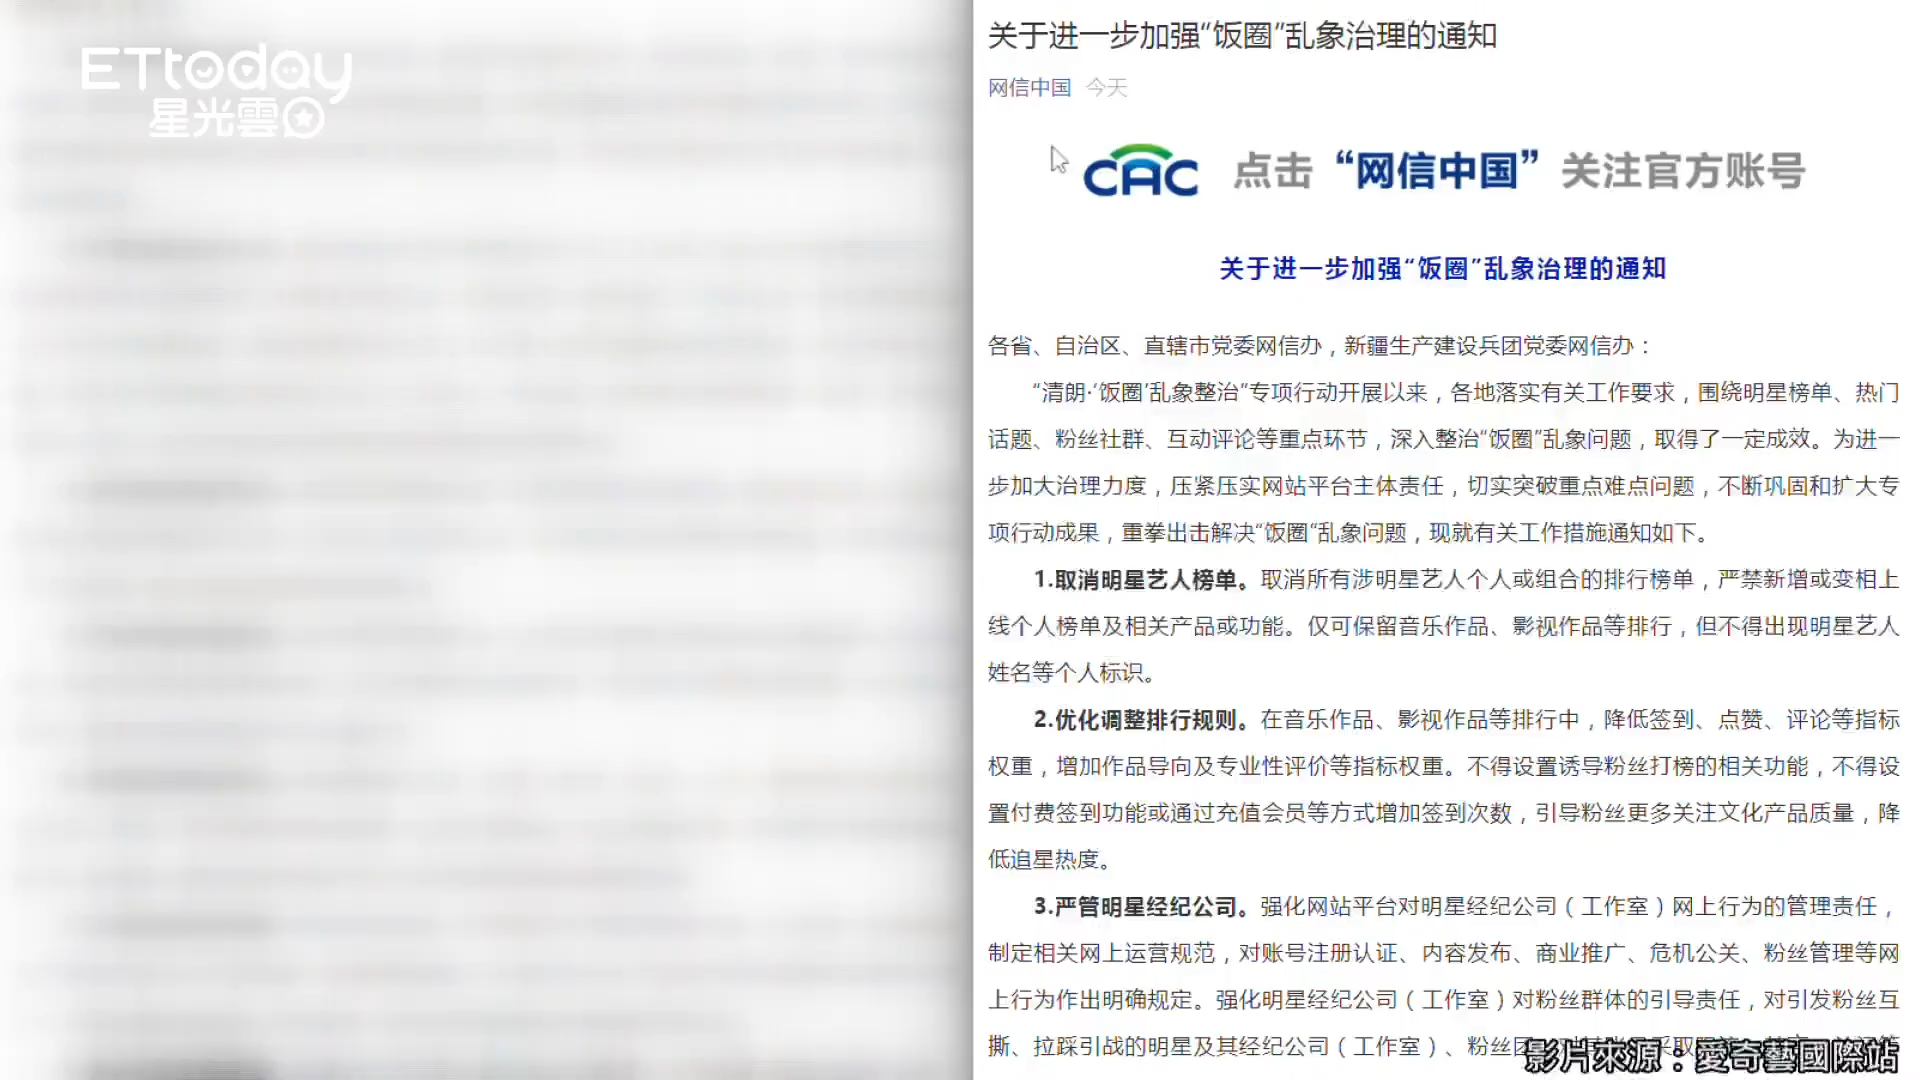 ETtoday
星光雲
关于进一步加强“饭圈”乱象治理的通知
网信中国 今天
CAC 点击“网信中国”关注官方账号
关于进一步加强“饭圈”乱象治理的通知
各省、自治区、直辖市党委网信办，新疆生产建设兵团党委网信办：
“清朗·‘饭圈’乱象整治”专项行动开展以来，各地落实有关工作要求，围绕明星榜单、热门
话题、粉丝社群、互动评论等重点环节，深入整治“饭圈”乱象问题，取得了一定成效。为进一
步加大治理力度，压紧压实网站平台主体责任，切实突破重点难点问题，不断巩固和扩大专
项行动成果，重拳出击解决“饭圈“乱象问题，现就有关工作措施通知如下。
1.取消明星艺人榜单。取消所有涉明星艺人个人或组合的排行榜单，严禁新增或变相上
线个人榜单及相关产品或功能。仅可保留音乐作品、影视作品等排行，但不得出现明星艺人
姓名等个人标识。
2.优化调整排行规则。在音乐作品、影视作品等排行中，降低签到、点赞、评论等指标
权重，增加作品导向及专业性评价等指标权重。不得设置诱导粉丝打榜的相关功能，不得设
置付费签到功能或通过充值会员等方式增加签到次数，引导粉丝更多关注文化产品质量，降
低追星热度。
3.严管明星经纪公司。强化网站平台对明星经纪公司（工作室）网上行为的管理责任，
制定相关网上运营规范，对账号注册认证、内容发布、商业推广、危机公关、粉丝管理等网
上行为作出明确规定。强化明星经纪公司（工作室）对粉丝群体的引导责任，对引发粉丝互
撕、拉踩引战的明星及其经纪公司（工作室）、粉丝团
影片來源：愛奇藝國際站